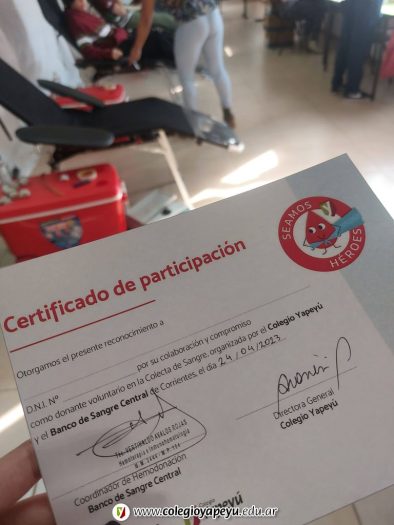 SEAMOS
HÉROES
Certificado de participación
Otorgamos el presente reconocimiento a
D.N.I. Nº por su colaboración y compromiso
como donante voluntario en la Colecta de Sangre, organizada por el Colegio Yapeyú
y el Banco de Sangre Central de Corrientes, el día 24/04/2023
Coordinador de Hemodonación
Banco de Sangre Central
Directora General
Colegio Yapeyú
Yapeyú
www.colegioyapeyu.edu.ar